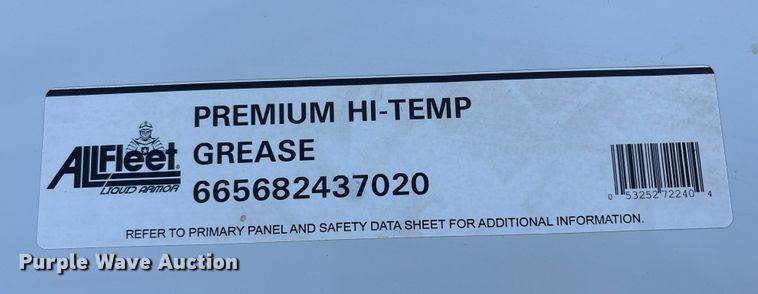 PREMIUM HI-TEMP
GREASE
665682437020
ALLFleet
LIQUID ARMOR
0 53252 72240 4
REFER TO PRIMARY PANEL AND SAFETY DATA SHEET FOR ADDITIONAL INFORMATION.
Purple Wave Auction